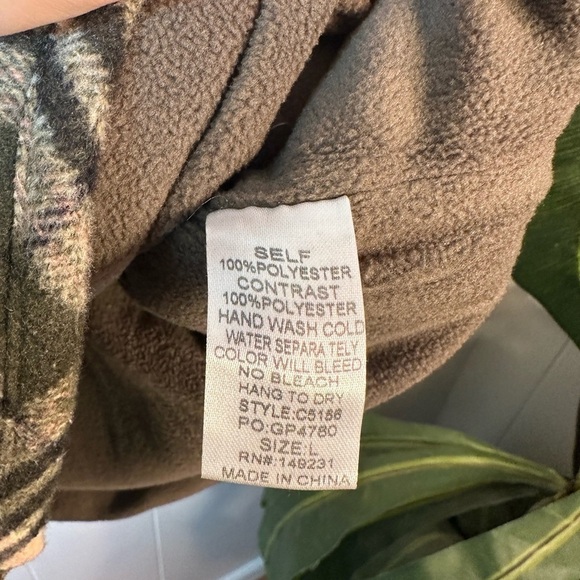 SELF
100%POLYESTER
CONTRAST
100%POLYESTER
HAND WASH COLD
WATER SEPARA TELY
COLOR WILL BLEED
NO BLEACH
HANG TO DRY
STYLE:C5186
PO:GP4780
SIZE:L
RN#:149231
MADE IN CHINA